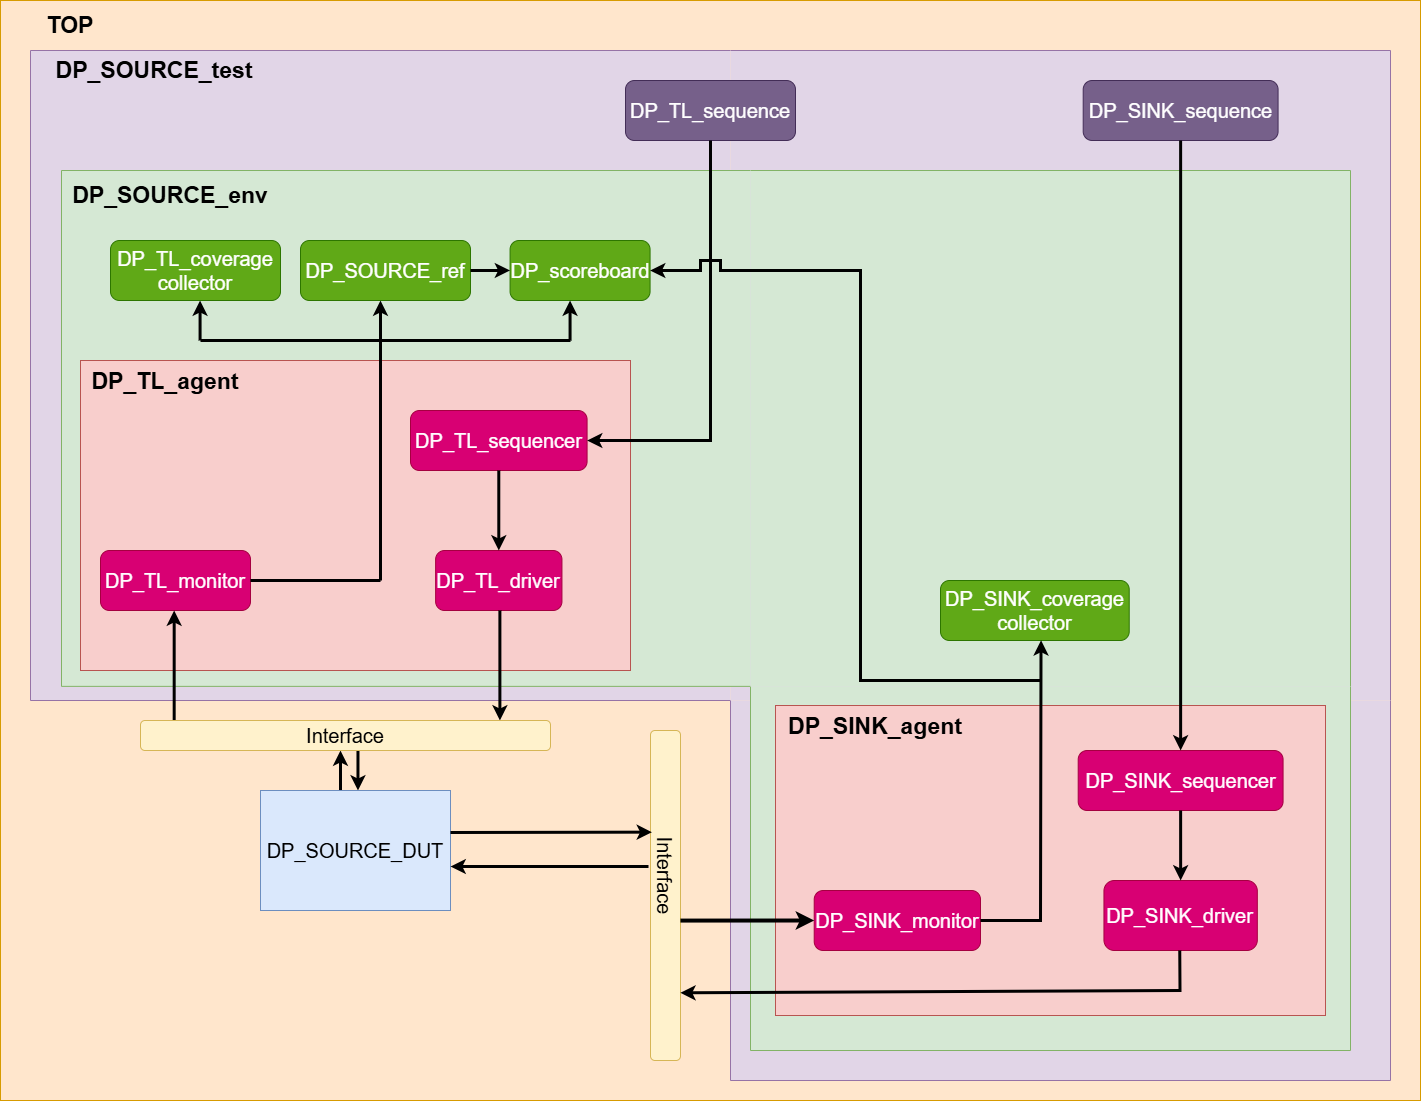 TOP
DP_SOURCE_test
DP_TL_sequence
DP_SINK_sequence
DP_SOURCE_env
DP_TL_coverage
collector
DP_SOURCE_ref
DP_scoreboard
DP_TL_agent
DP_TL_sequencer
DP_TL_monitor
DP_TL_driver
DP_SINK_coverage
collector
DP_SINK_agent
Interface
DP_SINK_sequencer
DP_SOURCE_DUT
Interface
DP_SINK_monitor
DP_SINK_driver